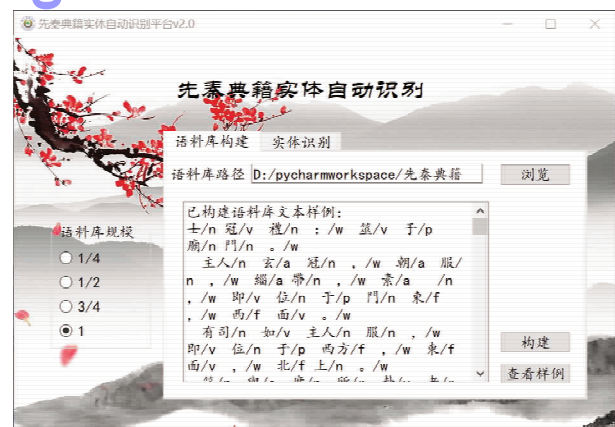 先秦典籍实体自动识别平台v2.0
先秦典籍实体自动识别
语料库构建 实体识别
语料库路径 D:/pycharmworkspace/先秦典籍 浏览
语料库规模
1/4
1/2
3/4
1
已构建语料库文本样例:
士/n 冠/v 禮/n : /w 筮/v 于/p
廟/n 門/n 。/w
主人/n 玄/a 冠/n , /w 朝/a 服/
n , /w 緇/a 帶/n , /w 素/a /n
, /w 即/v 位/n 于/p 門/n 東/f
, /w 西/f 面/v 。/w
有司/n 如/v 主人/n 服/n , /w
即/v 位/n 于/p 西方/f , /w 東/f
面/v , /w 北/f 上/n 。/w
构建
查看样例